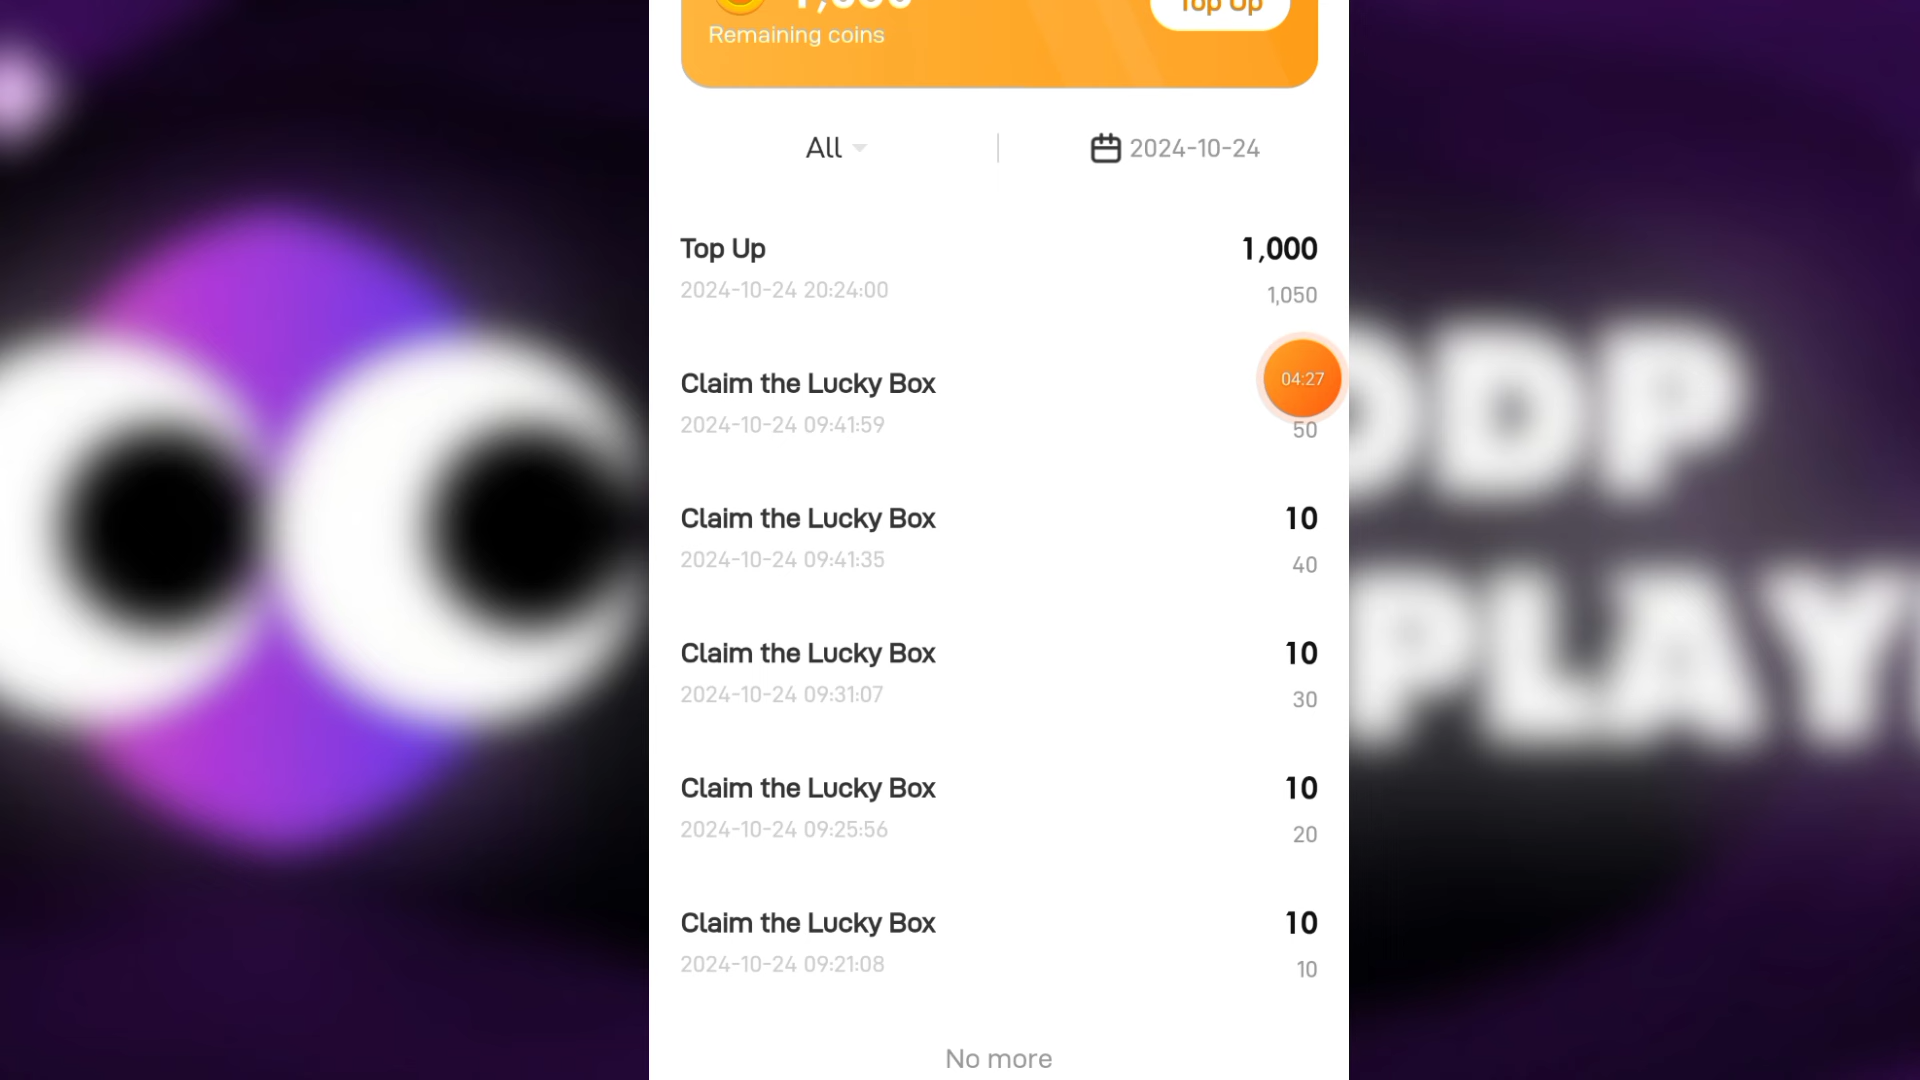 Top Up
Remaining coins
All
2024-10-24
Top Up
1,000
2024-10-24 20:24:00
1,050
Claim the Lucky Box
04:27
2024-10-24 09:41:59
50
Claim the Lucky Box
10
2024-10-24 09:41:35
40
Claim the Lucky Box
10
2024-10-24 09:31:07
30
Claim the Lucky Box
10
2024-10-24 09:25:56
20
Claim the Lucky Box
10
2024-10-24 09:21:08
10
No more
DP
PLAY